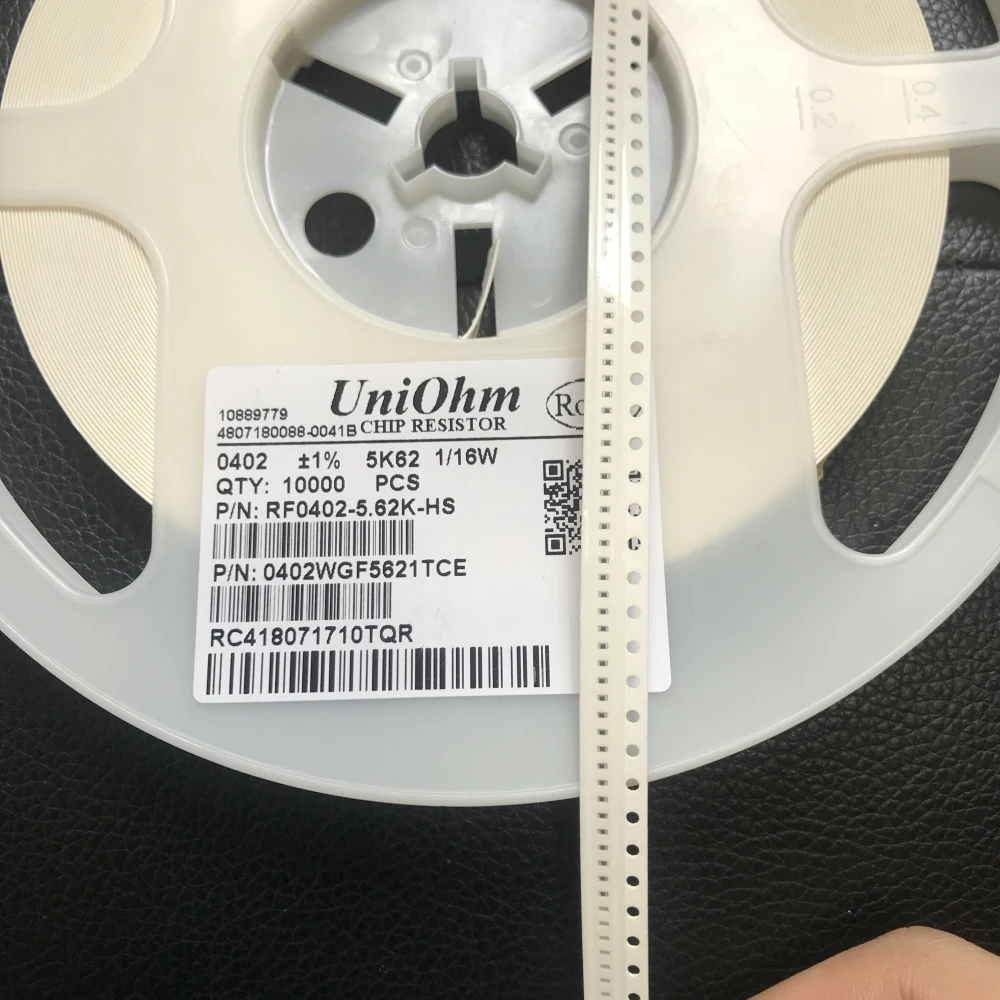 0.2
0.4
UniOhm
10889779
4807180088-0041B CHIP RESISTOR
0402 ±1% 5K62 1/16W
QTY: 10000 PCS
P/N: RF0402-5.62K-HS
P/N: 0402WGF5621TCE
RC418071710TQR